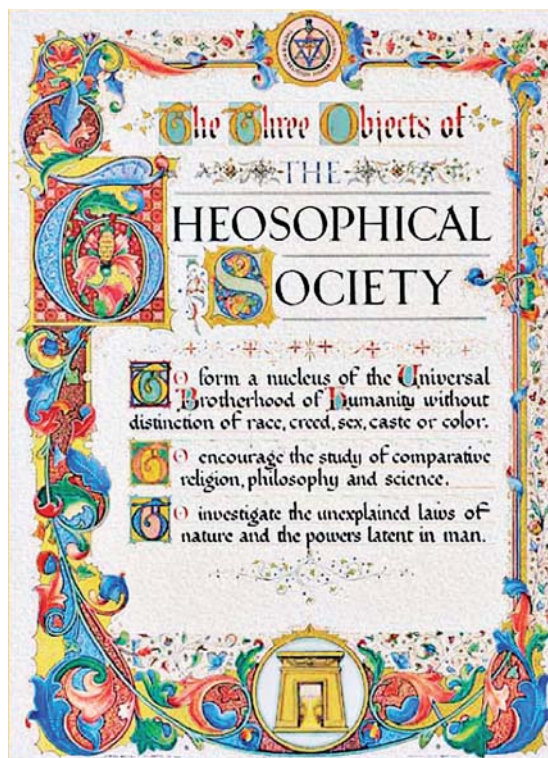 The Three Objects of
THE
THEOSOPHICAL
SOCIETY
To form a nucleus of the Universal
Brotherhood of Humanity without
distinction of race, creed, sex, caste or color.
To encourage the study of comparative
religion, philosophy and science.
To investigate the unexplained laws of
nature and the powers latent in man.